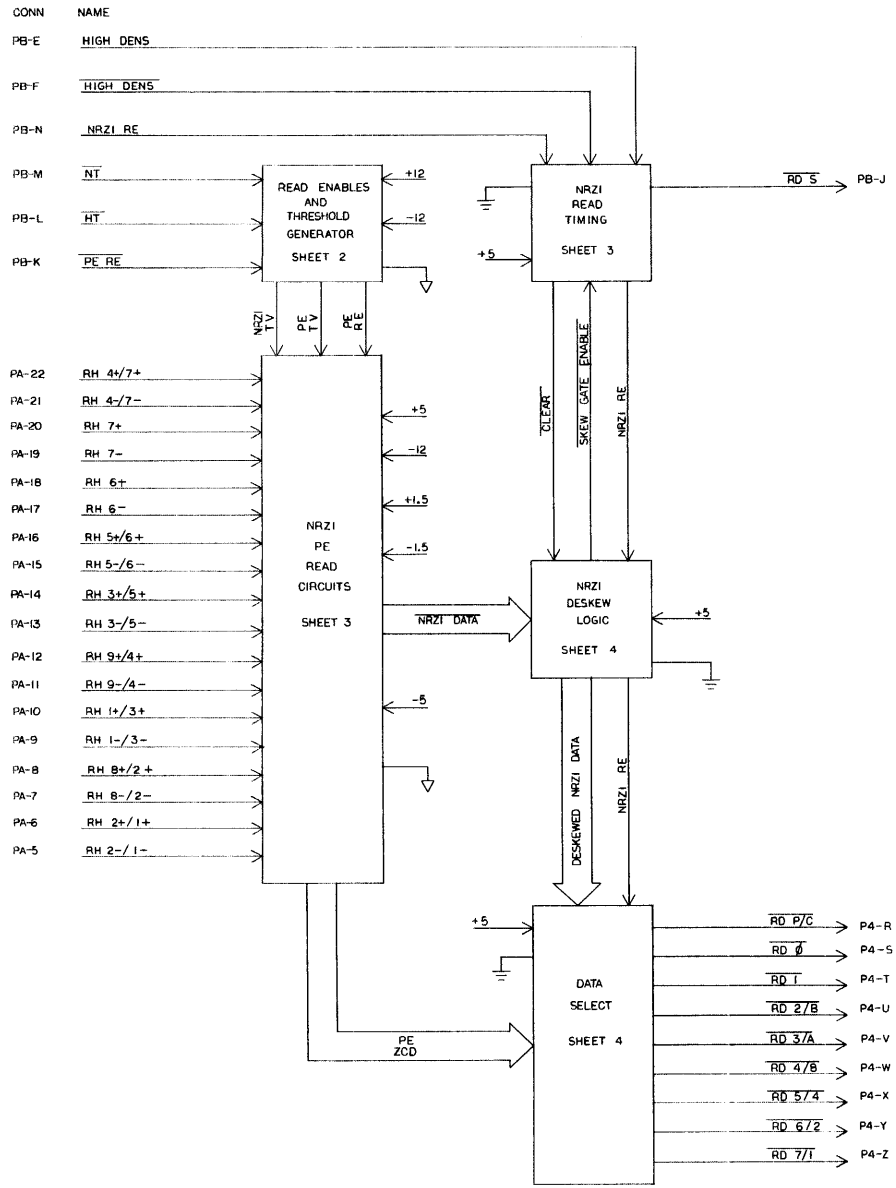 CONN NAME
PB-E HIGH DENS
PB-F HIGH DENS
PB-N NRZI RE
PB-M NT
PB-L HT
PB-K PE RE
READ ENABLES
AND
THRESHOLD
GENERATOR
SHEET 2
+12
-12
NRZI
READ
TIMING
SHEET 3
+5
RD S PB-J
NRZI
TV
PE
TV
PE
RE
CLEAR
SKEW GATE ENABLE
NRZI RE
PA-22 RH 4+/7+
PA-21 RH 4-/7-
PA-20 RH 7+
PA-19 RH 7-
PA-18 RH 6+
PA-17 RH 6-
PA-16 RH 5+/6+
PA-15 RH 5-/6-
PA-14 RH 3+/5+
PA-13 RH 3-/5-
PA-12 RH 9+/4+
PA-11 RH 9-/4-
PA-10 RH 1+/3+
PA-9 RH 1-/3-
PA-8 RH 8+/2+
PA-7 RH 8-/2-
PA-6 RH 2+/1+
PA-5 RH 2-/1-
NRZI
PE
READ
CIRCUITS
SHEET 3
+5
-12
+1.5
-1.5
NRZI DATA
-5
NRZI
DESKEW
LOGIC
SHEET 4
+5
DESKEWED NRZI DATA
NRZI RE
PE
ZCD
+5
DATA
SELECT
SHEET 4
RD P/C P4-R
RD Ø P4-S
RD 1 P4-T
RD 2/B P4-U
RD 3/A P4-V
RD 4/8 P4-W
RD 5/4 P4-X
RD 6/2 P4-Y
RD 7/1 P4-Z